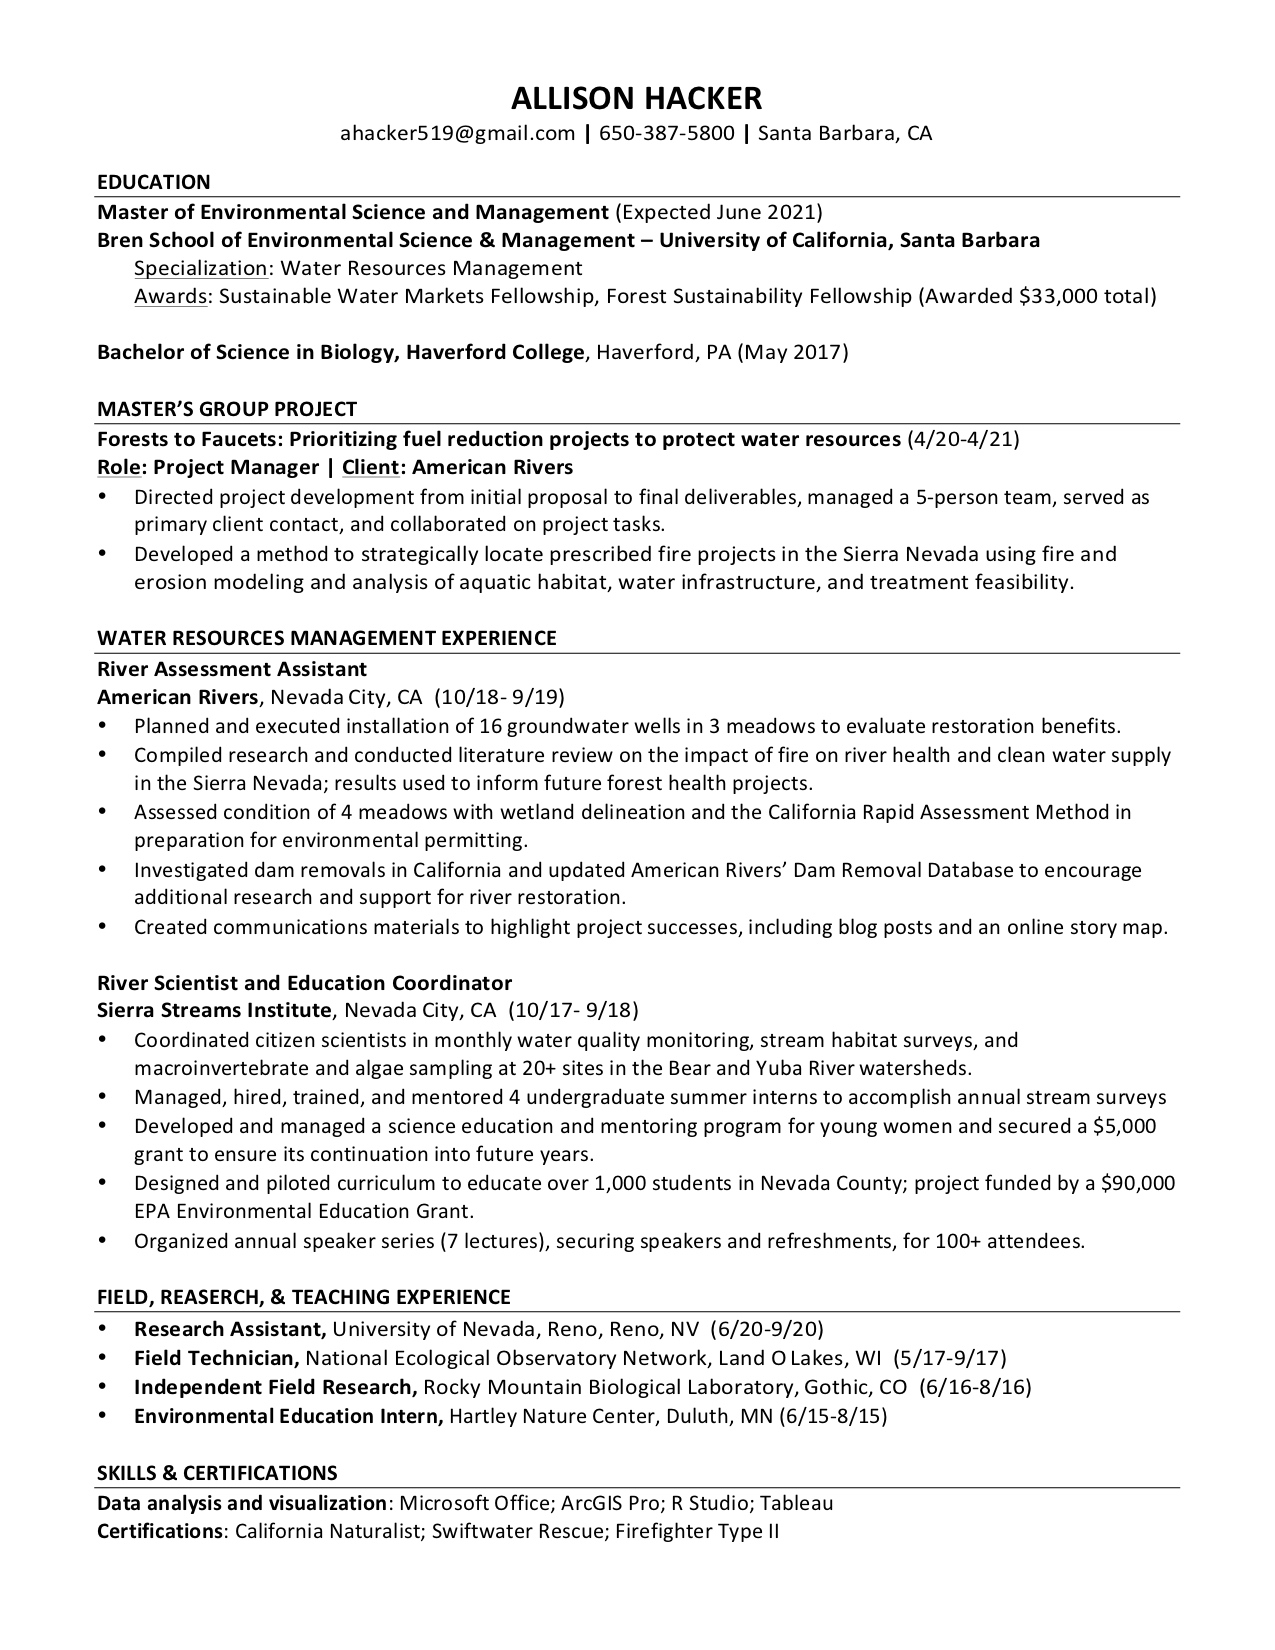 ALLISON HACKER
ahacker519@gmail.com | 650-387-5800 | Santa Barbara, CA
EDUCATION
Master of Environmental Science and Management (Expected June 2021)
Bren School of Environmental Science & Management – University of California, Santa Barbara
Specialization: Water Resources Management
Awards: Sustainable Water Markets Fellowship, Forest Sustainability Fellowship (Awarded $33,000 total)
Bachelor of Science in Biology, Haverford College, Haverford, PA (May 2017)
MASTER’S GROUP PROJECT
Forests to Faucets: Prioritizing fuel reduction projects to protect water resources (4/20-4/21)
Role: Project Manager | Client: American Rivers
• Directed project development from initial proposal to final deliverables, managed a 5-person team, served as
primary client contact, and collaborated on project tasks.
• Developed a method to strategically locate prescribed fire projects in the Sierra Nevada using fire and
erosion modeling and analysis of aquatic habitat, water infrastructure, and treatment feasibility.
WATER RESOURCES MANAGEMENT EXPERIENCE
River Assessment Assistant
American Rivers, Nevada City, CA (10/18- 9/19)
• Planned and executed installation of 16 groundwater wells in 3 meadows to evaluate restoration benefits.
• Compiled research and conducted literature review on the impact of fire on river health and clean water supply
in the Sierra Nevada; results used to inform future forest health projects.
• Assessed condition of 4 meadows with wetland delineation and the California Rapid Assessment Method in
preparation for environmental permitting.
• Investigated dam removals in California and updated American Rivers’ Dam Removal Database to encourage
additional research and support for river restoration.
• Created communications materials to highlight project successes, including blog posts and an online story map.
River Scientist and Education Coordinator
Sierra Streams Institute, Nevada City, CA (10/17- 9/18)
• Coordinated citizen scientists in monthly water quality monitoring, stream habitat surveys, and
macroinvertebrate and algae sampling at 20+ sites in the Bear and Yuba River watersheds.
• Managed, hired, trained, and mentored 4 undergraduate summer interns to accomplish annual stream surveys
• Developed and managed a science education and mentoring program for young women and secured a $5,000
grant to ensure its continuation into future years.
• Designed and piloted curriculum to educate over 1,000 students in Nevada County; project funded by a $90,000
EPA Environmental Education Grant.
• Organized annual speaker series (7 lectures), securing speakers and refreshments, for 100+ attendees.
FIELD, REASERCH, & TEACHING EXPERIENCE
• Research Assistant, University of Nevada, Reno, Reno, NV (6/20-9/20)
• Field Technician, National Ecological Observatory Network, Land O Lakes, WI (5/17-9/17)
• Independent Field Research, Rocky Mountain Biological Laboratory, Gothic, CO (6/16-8/16)
• Environmental Education Intern, Hartley Nature Center, Duluth, MN (6/15-8/15)
SKILLS & CERTIFICATIONS
Data analysis and visualization: Microsoft Office; ArcGIS Pro; R Studio; Tableau
Certifications: California Naturalist; Swiftwater Rescue; Firefighter Type II